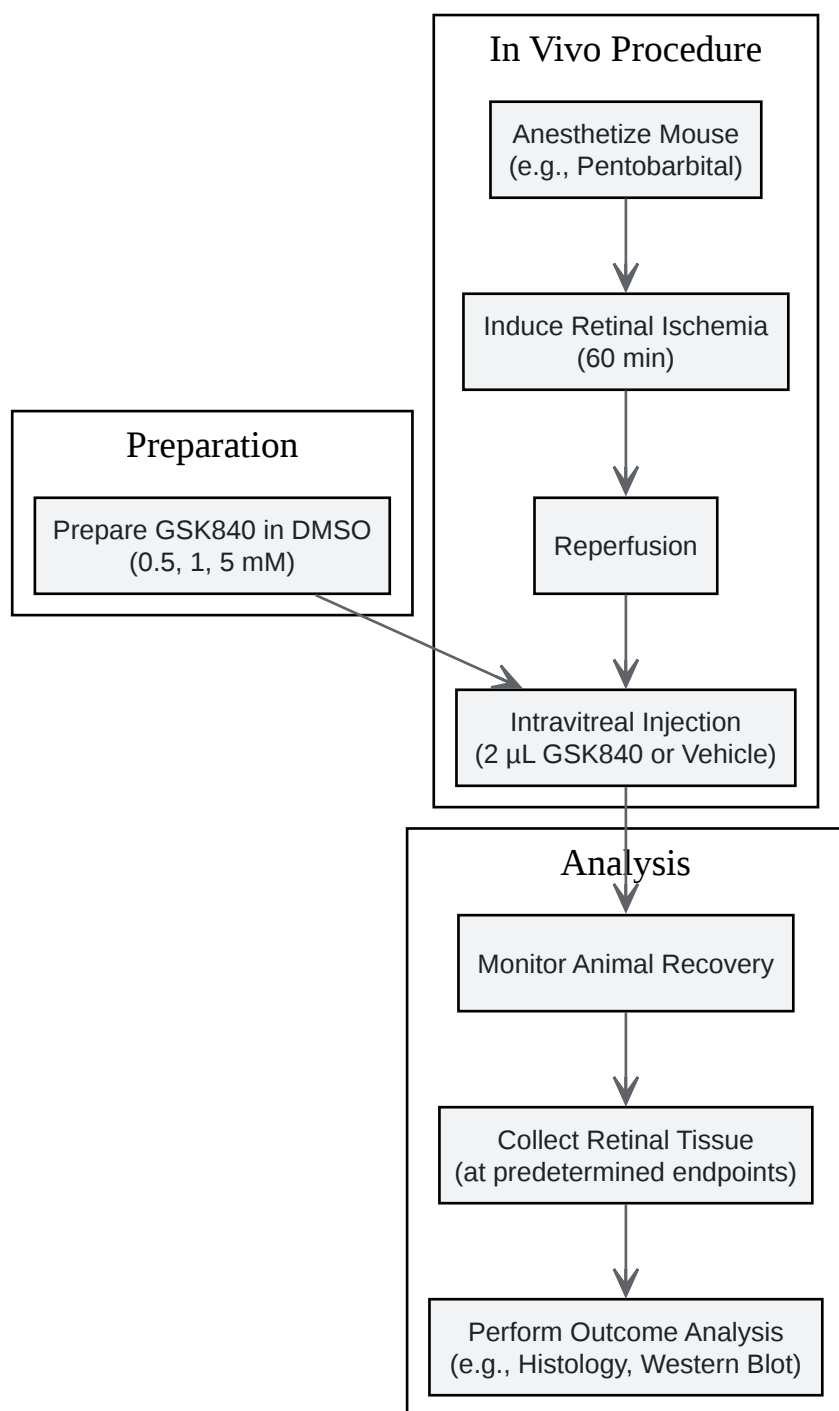 In Vivo Procedure
Anesthetize Mouse
(e.g., Pentobarbital)
Induce Retinal Ischemia
(60 min)
Preparation
Prepare GSK840 in DMSO
(0.5, 1, 5 mM)
Reperfusion
Intravitreal Injection
(2 µL GSK840 or Vehicle)
Analysis
Monitor Animal Recovery
Collect Retinal Tissue
(at predetermined endpoints)
Perform Outcome Analysis
(e.g., Histology, Western Blot)